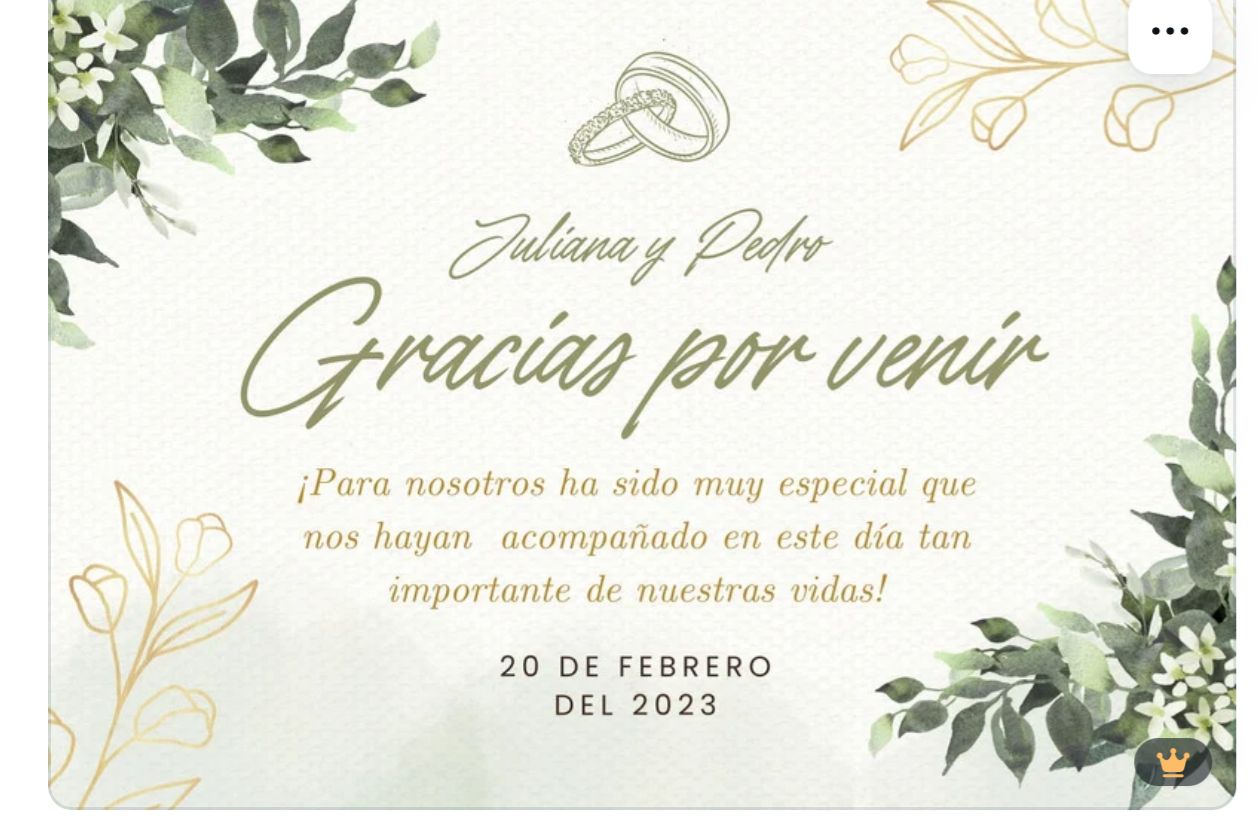 Juliana y Pedro
Gracias por venir
¡Para nosotros ha sido muy especial que
nos hayan  acompañado en este día tan
importante de nuestras vidas!
20 DE FEBRERO
DEL 2023